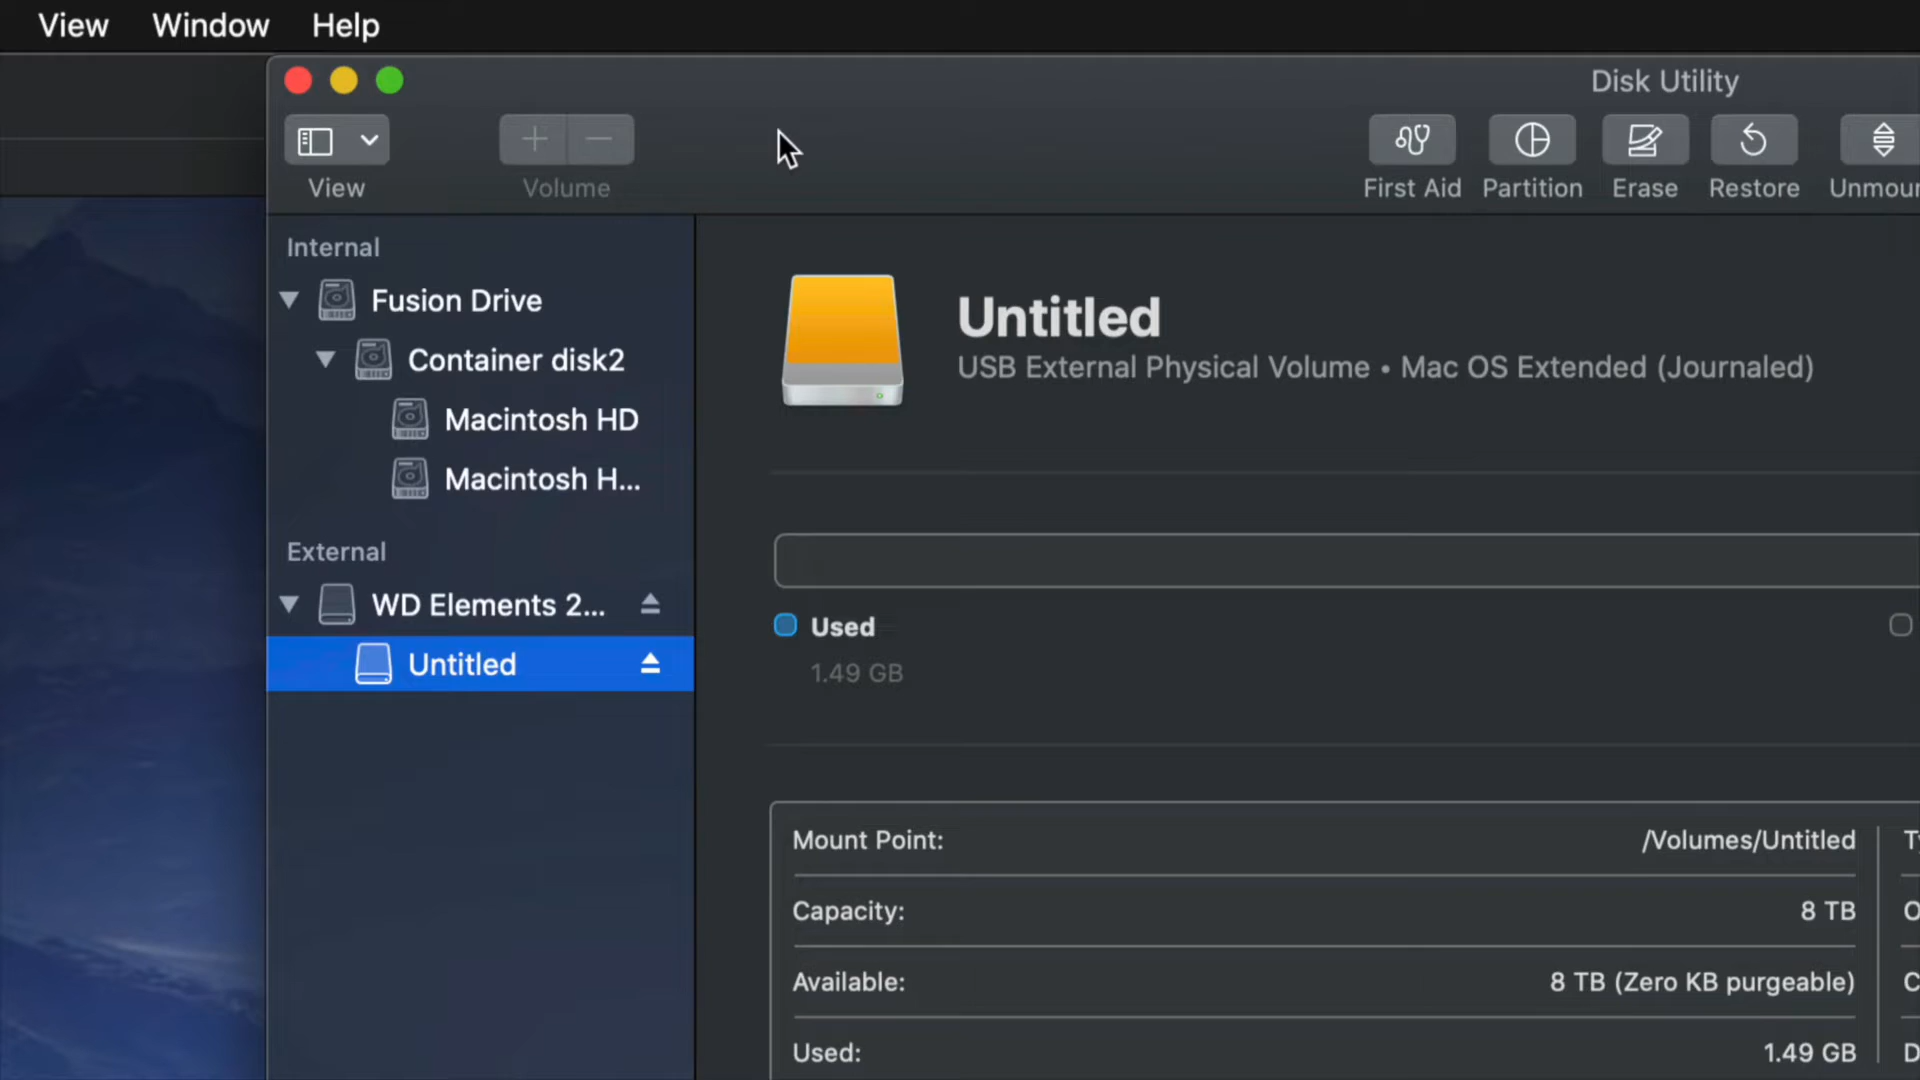 View Window Help
Disk Utility
View
Volume
First Aid
Partition
Erase
Restore
Unmour
Internal
Fusion Drive
Container disk2
Macintosh HD
Macintosh H...
External
WD Elements 2...
Untitled
Untitled
USB External Physical Volume • Mac OS Extended (Journaled)
Used
1.49 GB
Mount Point: /Volumes/Untitled
Capacity: 8 TB
Available: 8 TB (Zero KB purgeable)
Used: 1.49 GB